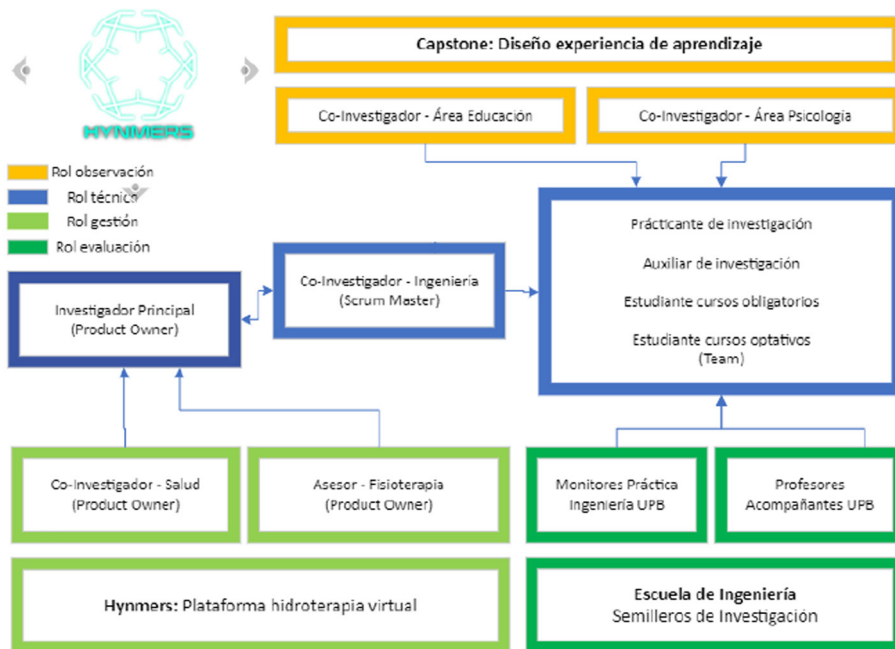 Capstone: Diseño experiencia de aprendizaje
HYNMERS
Co-Investigador - Área Educación
Co-Investigador - Área Psicología
Rol observación
Rol técnico
Rol gestión
Rol evaluación
Prácticante de investigación
Auxiliar de investigación
Estudiante cursos obligatorios
Estudiante cursos optativos
(Team)
Co-Investigador - Ingeniería
(Scrum Master)
Investigador Principal
(Product Owner)
Co-Investigador - Salud
(Product Owner)
Asesor - Fisioterapia
(Product Owner)
Monitores Práctica
Ingeniería UPB
Profesores
Acompañantes UPB
Hynmers: Plataforma hidroterapia virtual
Escuela de Ingeniería
Semilleros de Investigación